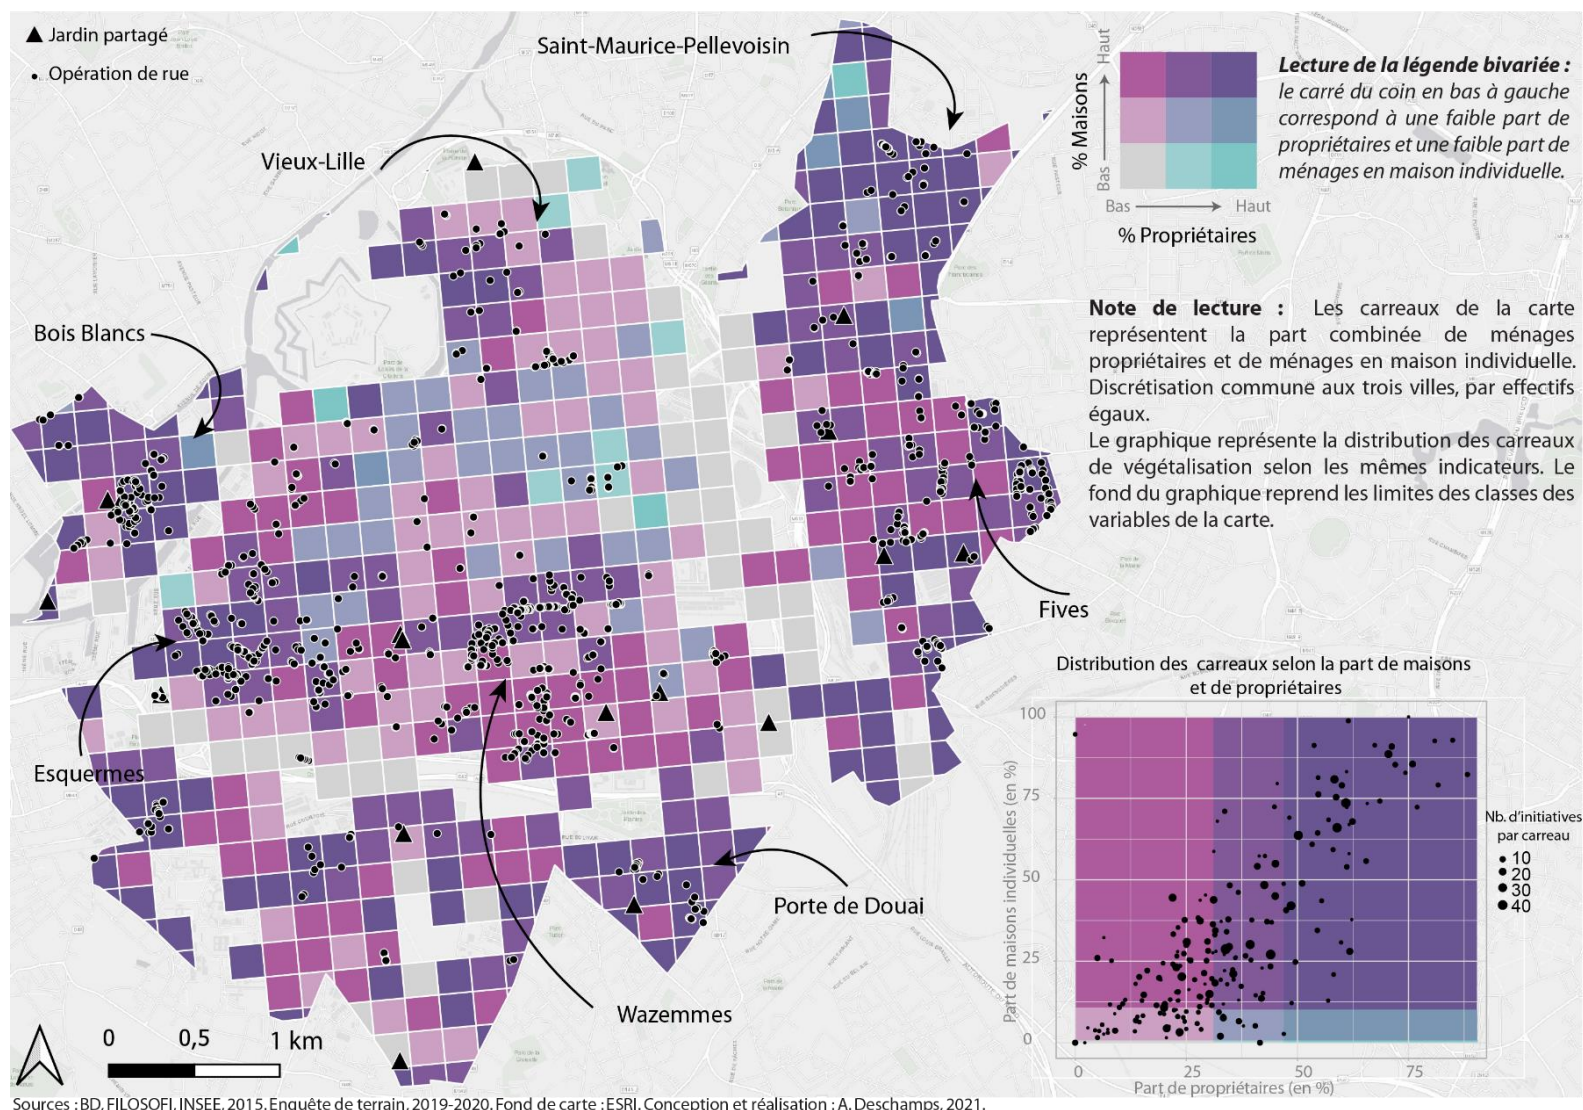 Jardin partagé
Opération de rue
Saint-Maurice-Pellevoisin
Vieux-Lille
Bois Blancs
Esquermes
Wazemmes
Porte de Douai
Fives
% Maisons
Bas
Haut
Bas
Haut
% Propriétaires
Lecture de la légende bivariée :
le carré du coin en bas à gauche
correspond à une faible part de
propriétaires et une faible part de
ménages en maison individuelle.
Note de lecture : Les carreaux de la carte
représentent la part combinée de ménages
propriétaires et de ménages en maison individuelle.
Discrétisation commune aux trois villes, par effectifs
égaux.
Le graphique représente la distribution des carreaux
de végétalisation selon les mêmes indicateurs. Le
fond du graphique reprend les limites des classes des
variables de la carte.
Distribution des carreaux selon la part de maisons
et de propriétaires
Part de maisons individuelles (en %)
100
75
50
25
0
0
25
50
75
Part de propriétaires (en %)
Nb. d'initiatives
par carreau
10
20
30
40
0
0,5
1 km
Sources : BD. FILOSOFI, INSEE, 2015. Enquête de terrain, 2019-2020. Fond de carte : ESRI. Conception et réalisation : A. Deschamps, 2021.